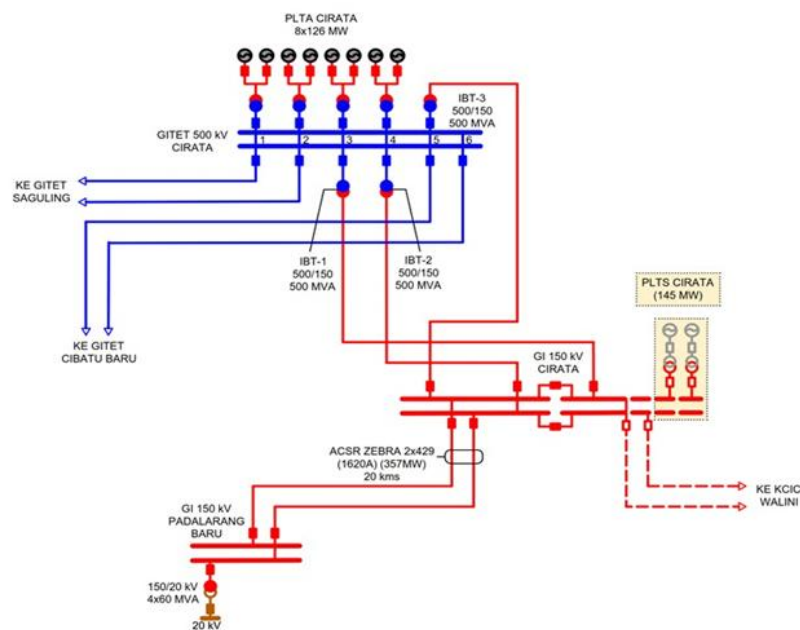 PLTA CIRATA
8x126 MW
IBT-3
500/150
500 MVA
GITET 500 kV
CIRATA
1
2
3
4
5
6
KE GITET
SAGULING
IBT-1
500/150
500 MVA
IBT-2
500/150
500 MVA
KE GITET
CIBATU BARU
PLTS CIRATA
(145 MW)
GI 150 kV
CIRATA
ACSR ZEBRA 2x429
(1620A) (357MW)
20 kms
KE KCIC
WALINI
GI 150 kV
PADALARANG
BARU
150/20 kV
4x60 MVA
20 kV